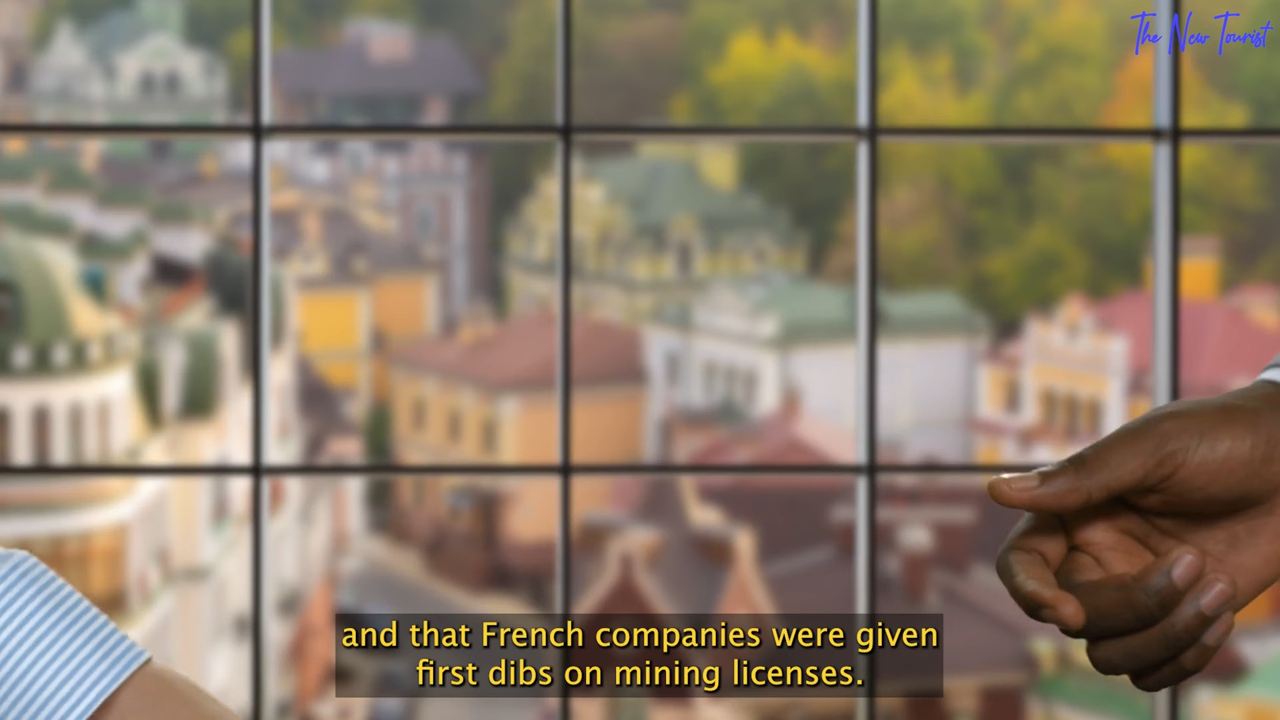 The New Tourist
and that French companies were given
first dibs on mining licenses.